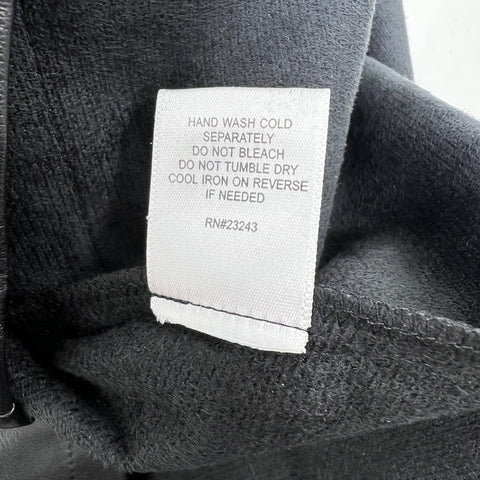 HAND WASH COLD
SEPARATELY
DO NOT BLEACH
DO NOT TUMBLE DRY
COOL IRON ON REVERSE
IF NEEDED
RN#23243